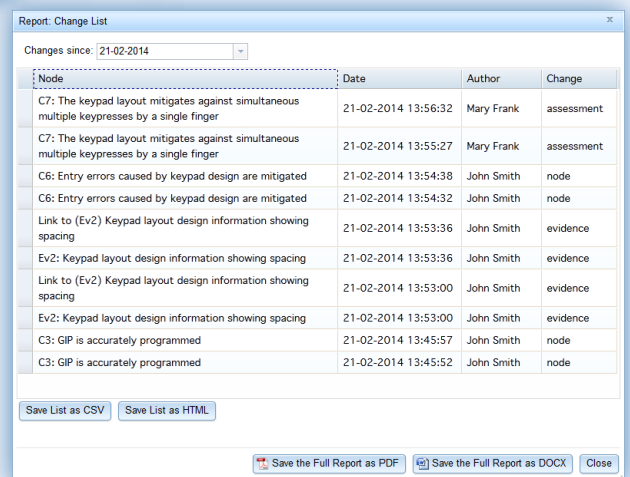 Report: Change List
x
Changes since: 21-02-2014
Node Date Author Change
C7: The keypad layout mitigates against simultaneous
multiple keypresses by a single finger 21-02-2014 13:56:32 Mary Frank assessment
C7: The keypad layout mitigates against simultaneous
multiple keypresses by a single finger 21-02-2014 13:55:27 Mary Frank assessment
C6: Entry errors caused by keypad design are mitigated 21-02-2014 13:54:38 John Smith node
C6: Entry errors caused by keypad design are mitigated 21-02-2014 13:54:32 John Smith node
Link to (Ev2) Keypad layout design information showing
spacing 21-02-2014 13:53:36 John Smith evidence
Ev2: Keypad layout design information showing spacing 21-02-2014 13:53:36 John Smith evidence
Link to (Ev2) Keypad layout design information showing
spacing 21-02-2014 13:53:00 John Smith evidence
Ev2: Keypad layout design information showing spacing 21-02-2014 13:53:00 John Smith evidence
C3: GIP is accurately programmed 21-02-2014 13:45:57 John Smith node
C3: GIP is accurately programmed 21-02-2014 13:45:52 John Smith node
Save List as CSV Save List as HTML
Save the Full Report as PDF Save the Full Report as DOCX Close